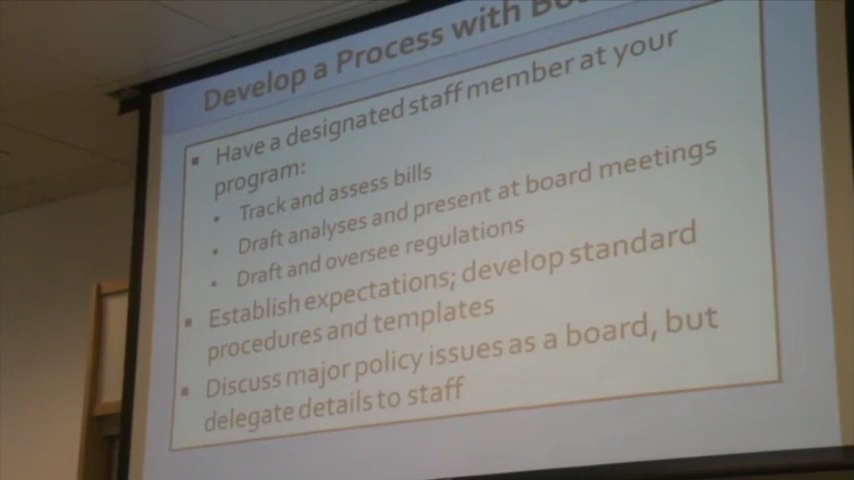 Develop a Process with
▪ Have a designated staff member at your
program:
• Track and assess bills
• Draft analyses and present at board meetings
• Draft and oversee regulations
▪ Establish expectations; develop standard
procedures and templates
▪ Discuss major policy issues as a board, but
delegate details to staff